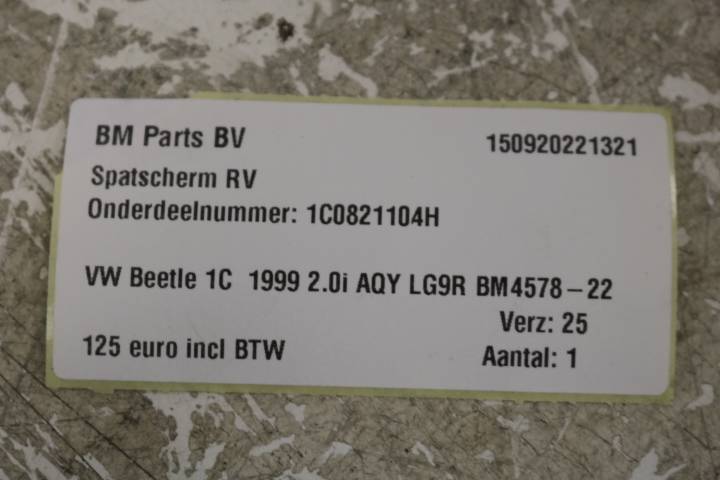 BM Parts BV 150920221321
Spatscherm RV
Onderdeelnummer: 1C0821104H
VW Beetle 1C 1999 2.0i AQY LG9R BM4578-22
Verz: 25
125 euro incl BTW Aantal: 1